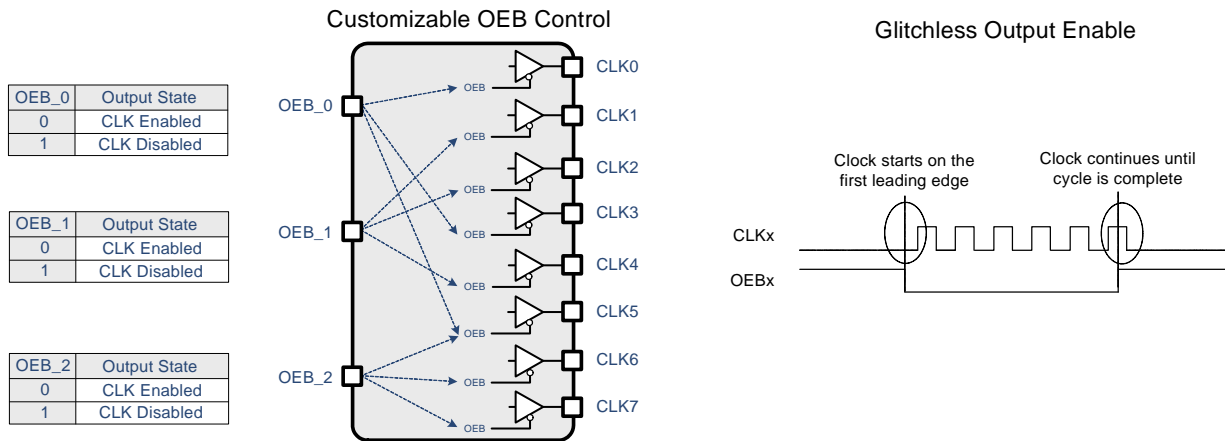 Customizable OEB Control
OEB_0 Output State
0 CLK Enabled
1 CLK Disabled
OEB_1 Output State
0 CLK Enabled
1 CLK Disabled
OEB_2 Output State
0 CLK Enabled
1 CLK Disabled
OEB_0
OEB_1
OEB_2
OEB
OEB
OEB
OEB
OEB
OEB
OEB
OEB
CLK0
CLK1
CLK2
CLK3
CLK4
CLK5
CLK6
CLK7
Glitchless Output Enable
Clock starts on the
first leading edge
Clock continues until
cycle is complete
CLKx
OEBx